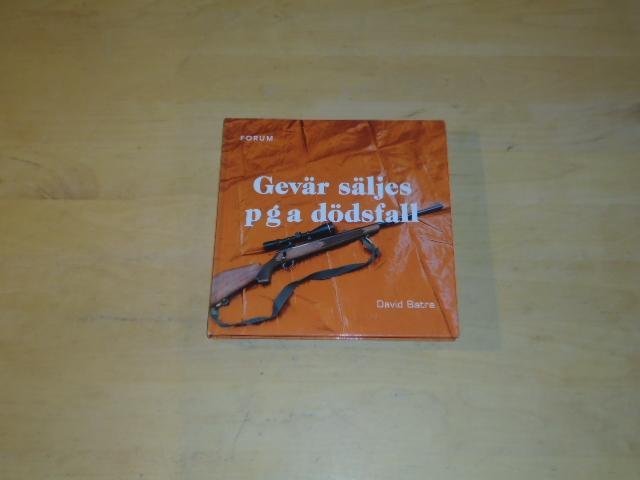 FORUM
Gevär säljes
p g a dödsfall
David Batra